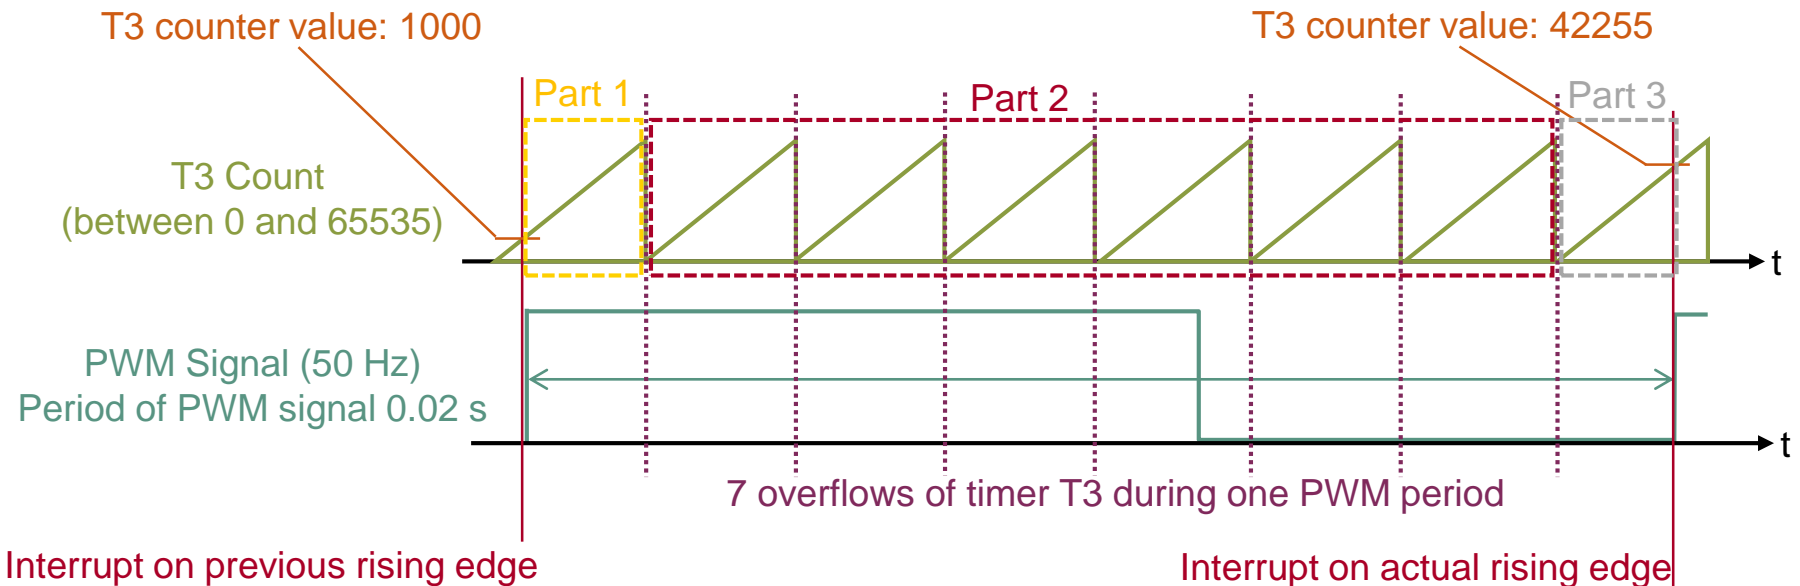 T3 counter value: 1000
T3 counter value: 42255
Part 1
Part 2
Part 3
T3 Count
(between 0 and 65535)
t
PWM Signal (50 Hz)
Period of PWM signal 0.02 s
t
7 overflows of timer T3 during one PWM period
Interrupt on previous rising edge
Interrupt on actual rising edge